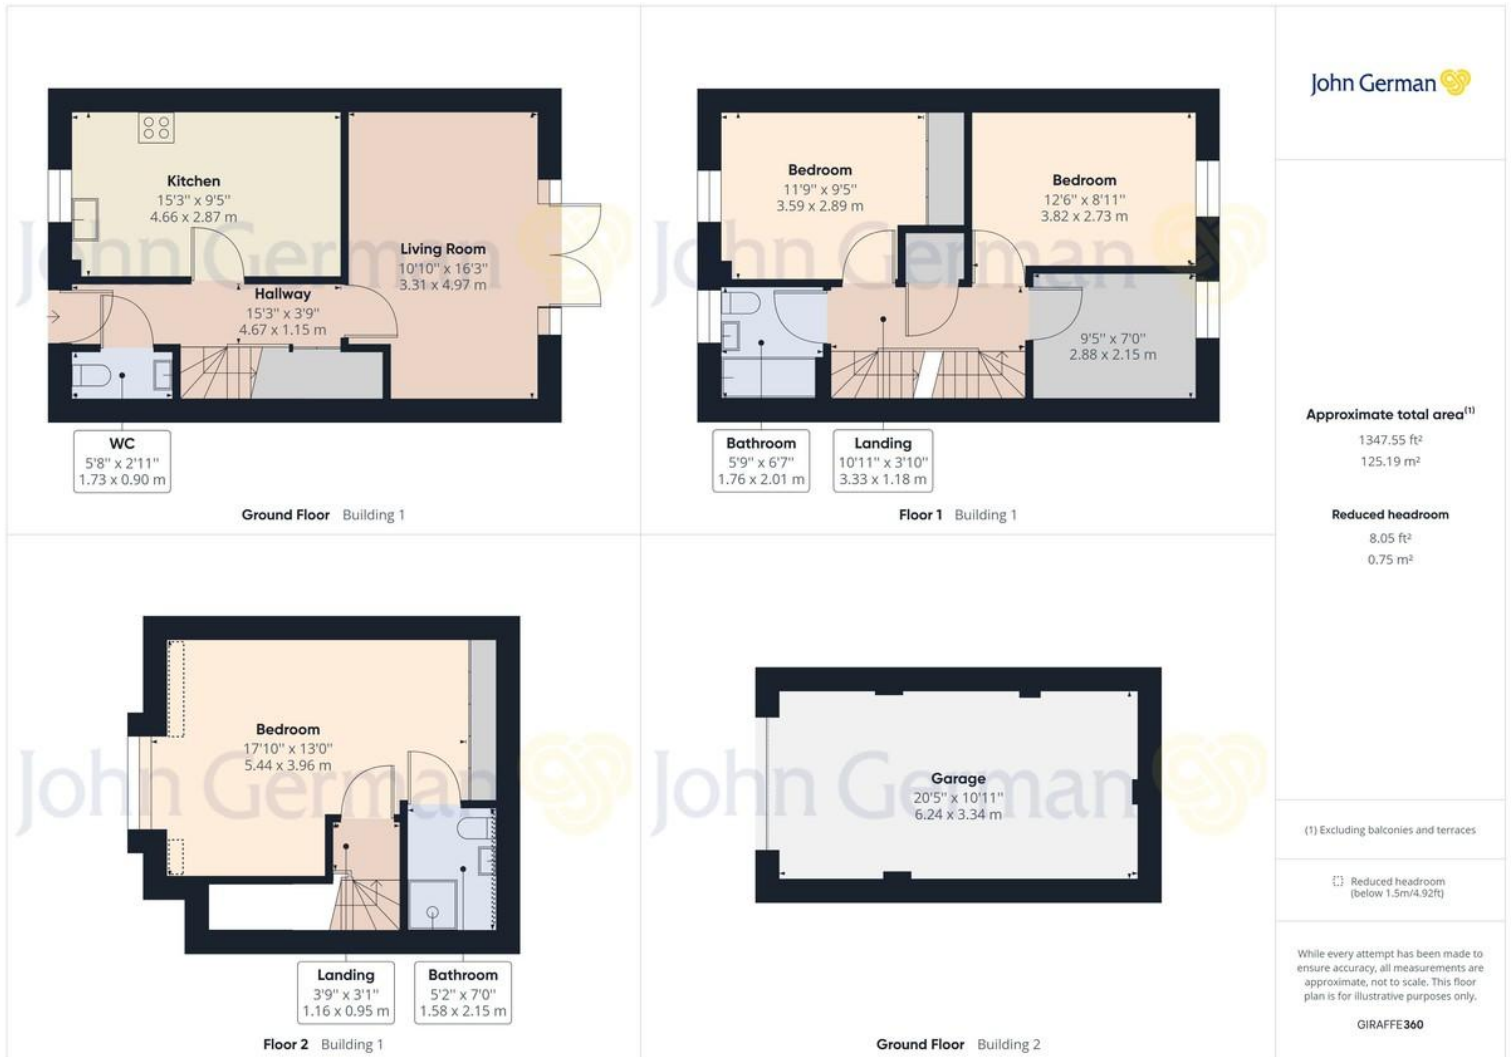 Kitchen
15'3" x 9'5"
4.66 x 2.87 m
Living Room
10'10" x 16'3"
3.31 x 4.97 m
Hallway
15'3" x 3'9"
4.67 x 1.15 m
WC
5'8" x 2'11"
1.73 x 0.90 m
Ground Floor Building 1
John German
Bedroom
11'9" x 9'5"
3.59 x 2.89 m
Bedroom
12'6" x 8'11"
3.82 x 2.73 m
9'5" x 7'0"
2.88 x 2.15 m
Bathroom
5'9" x 6'7"
1.76 x 2.01 m
Landing
10'11" x 3'10"
3.33 x 1.18 m
Floor 1 Building 1
John German
Bedroom
17'10" x 13'0"
5.44 x 3.96 m
Landing
3'9" x 3'1"
1.16 x 0.95 m
Bathroom
5'2" x 7'0"
1.58 x 2.15 m
Floor 2 Building 1
John German
Garage
20'5" x 10'11"
6.24 x 3.34 m
Ground Floor Building 2
John German
John German
Approximate total area(1)
1347.55 ft²
125.19 m²
Reduced headroom
8.05 ft²
0.75 m²
(1) Excluding balconies and terraces
Reduced headroom
(below 1.5m/4.92ft)
While every attempt has been made to
ensure accuracy, all measurements are
approximate, not to scale. This floor
plan is for illustrative purposes only.
GIRAFFE360